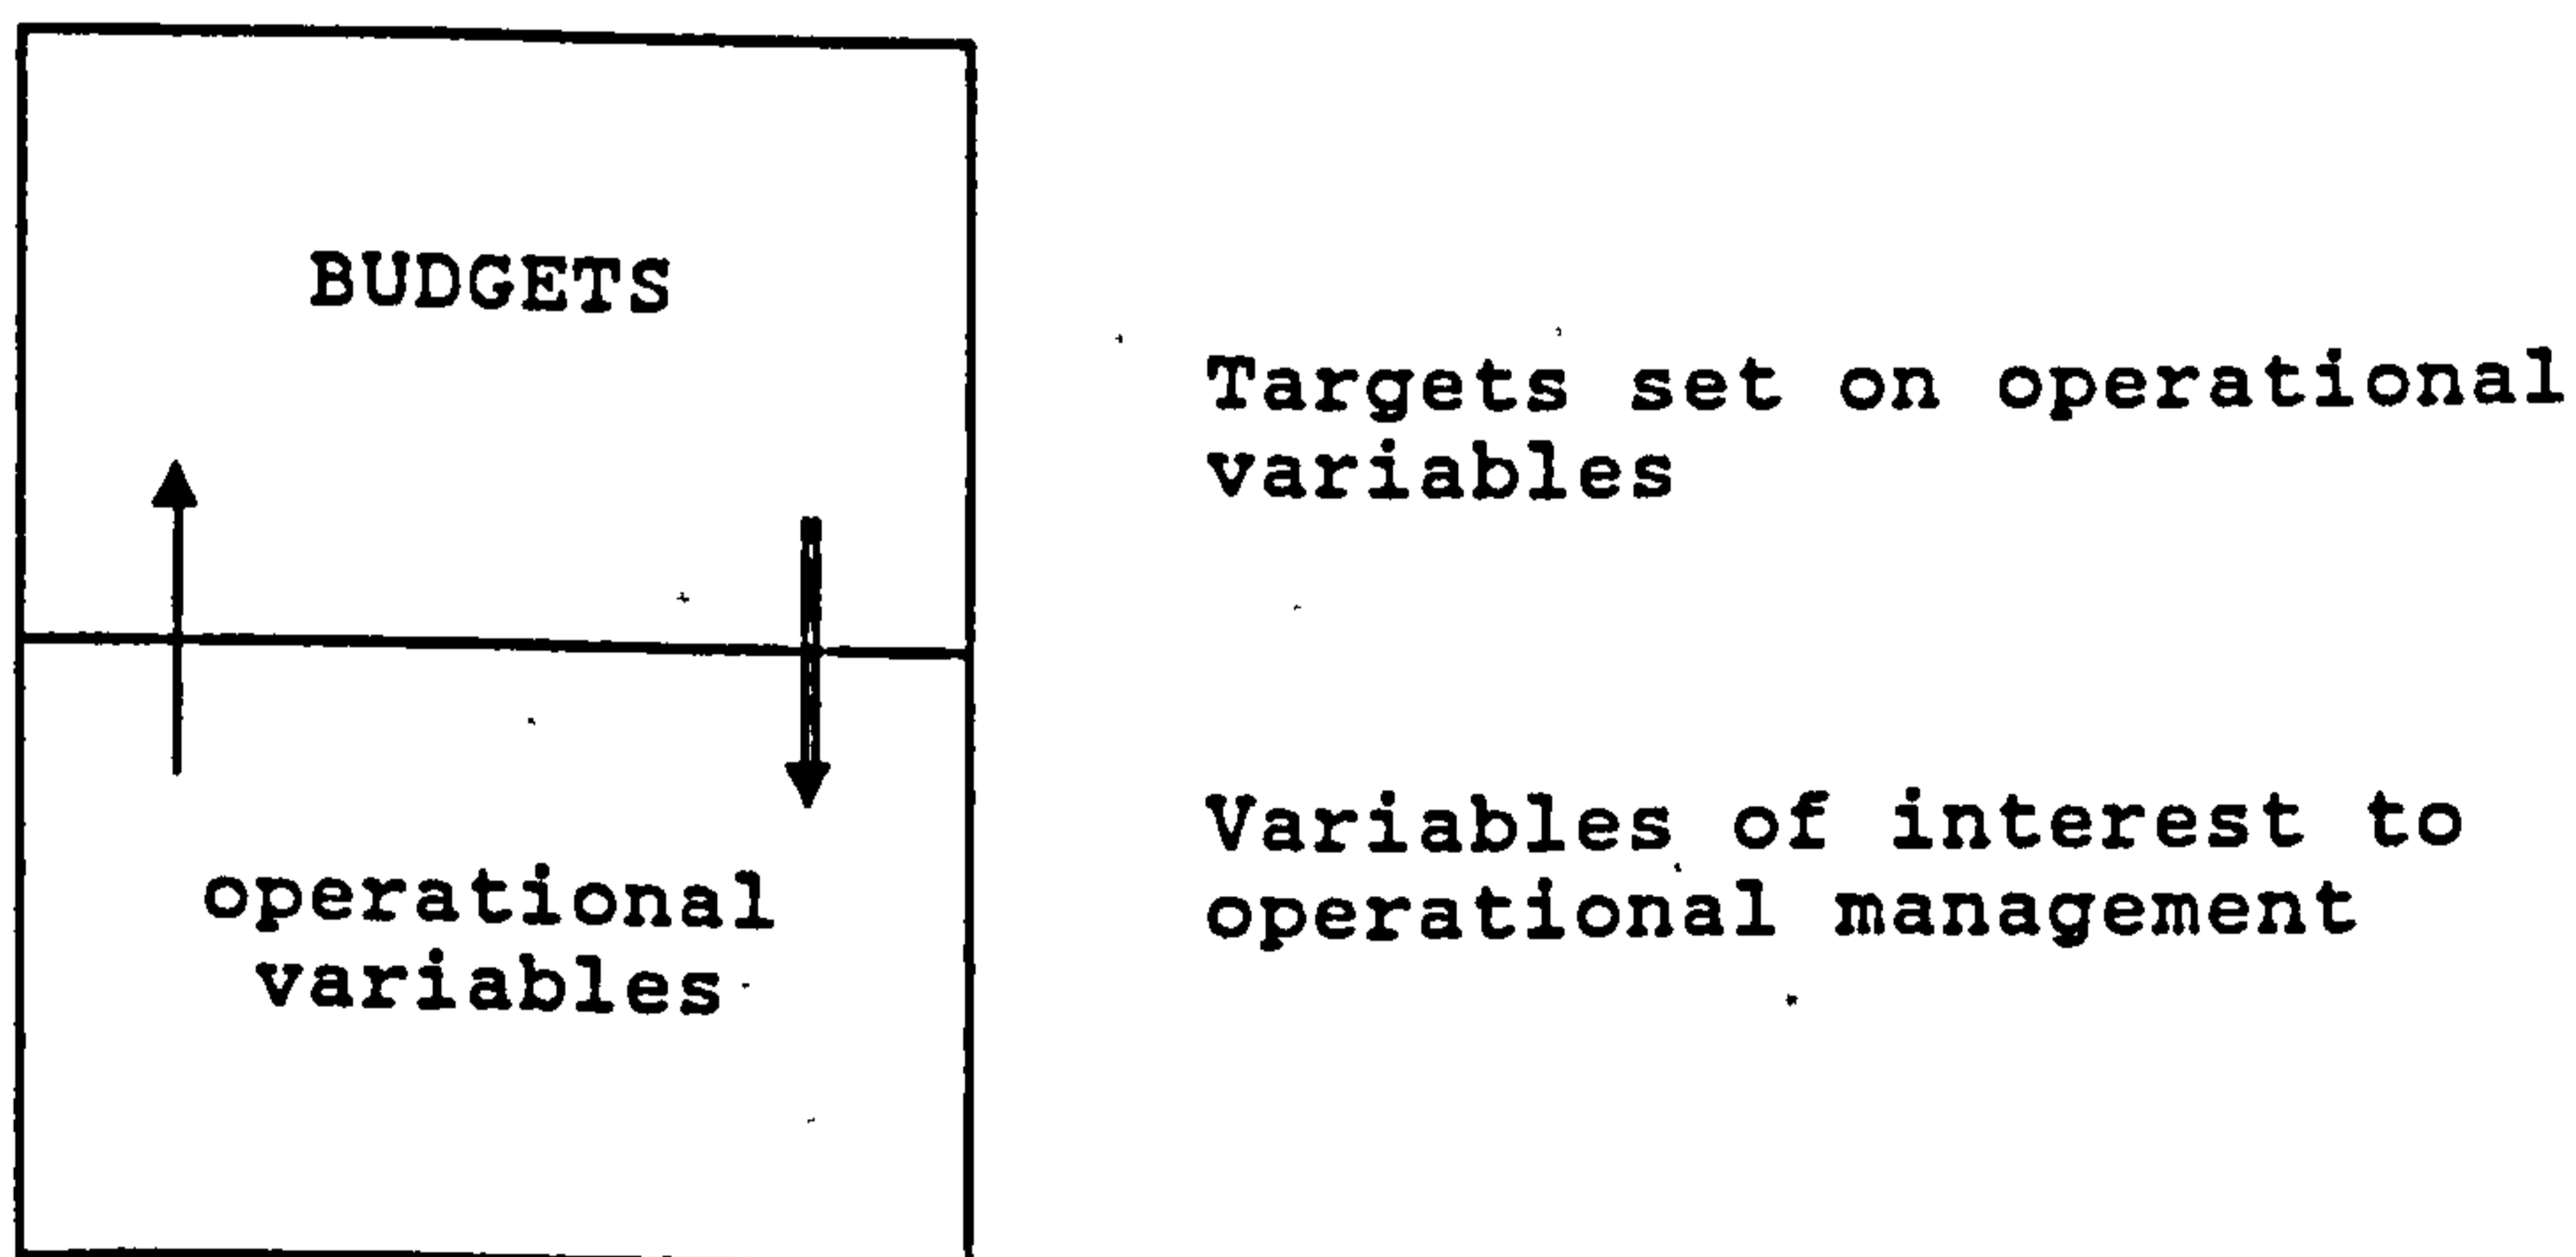 BUDGETS
Targets set on operational
variables
operational
variables
Variables of interest to
operational management